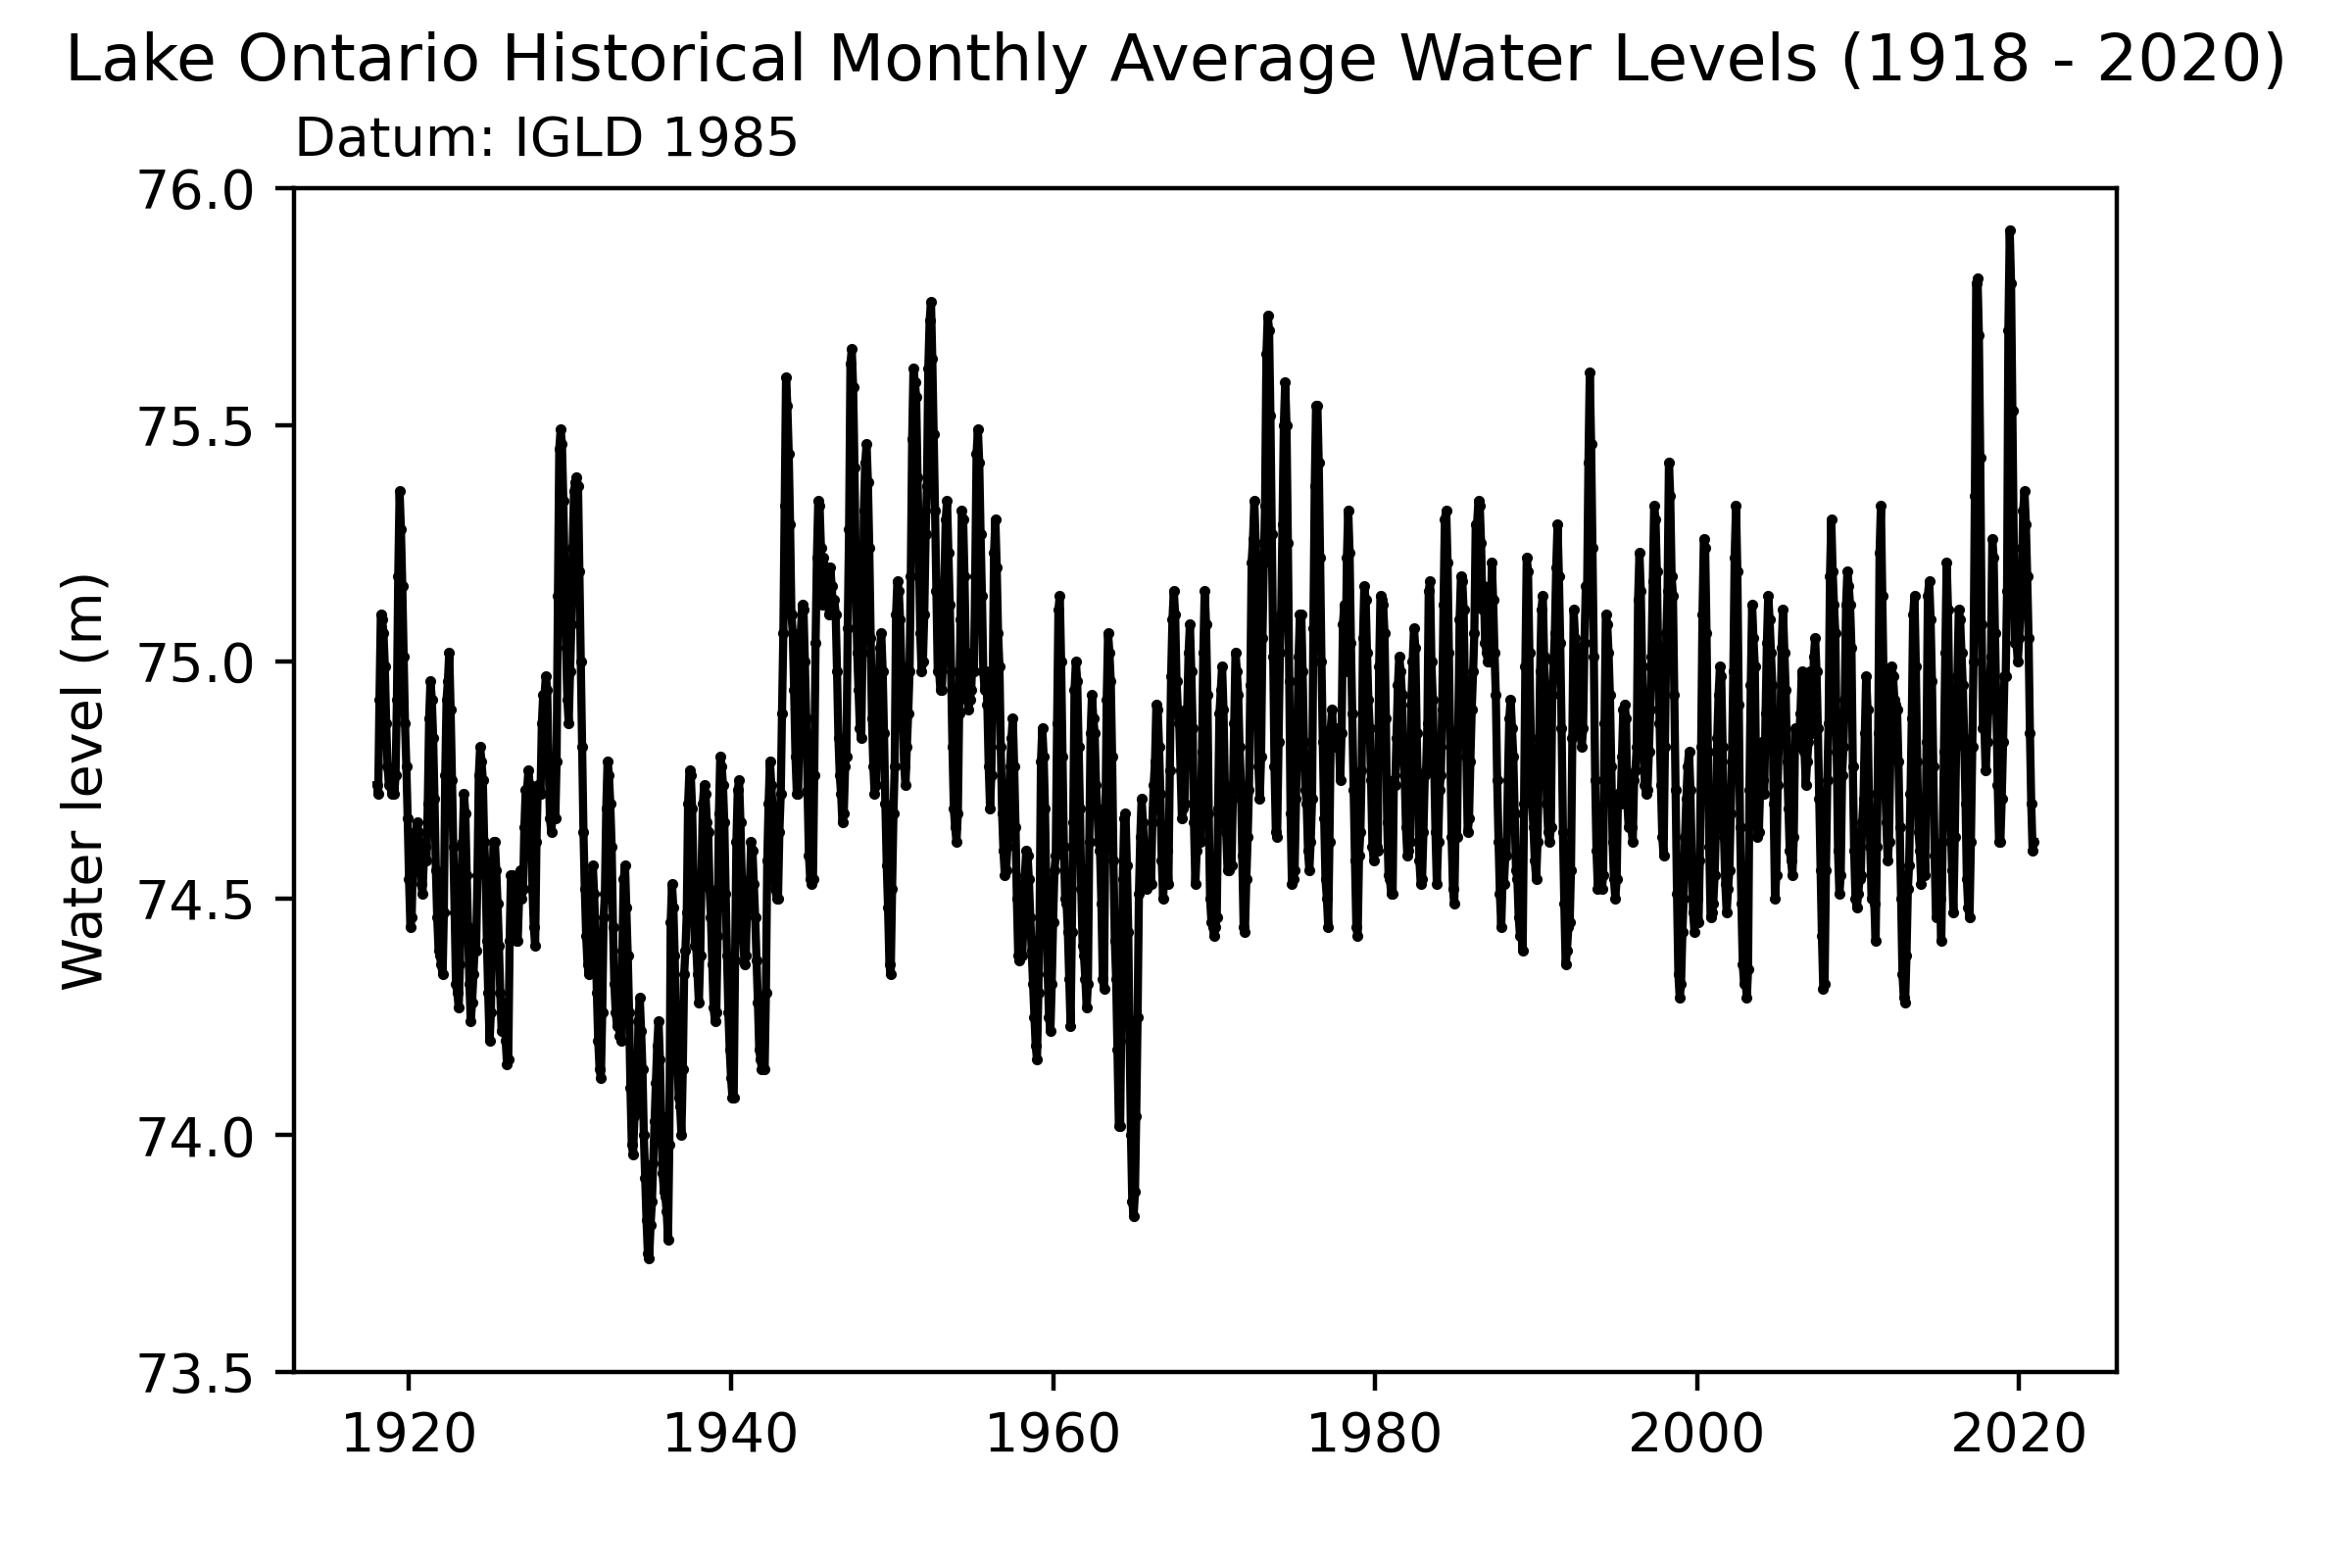 Lake Ontario Historical Monthly Average Water Levels (1918 - 2020)
Datum: IGLD 1985
76.0
75.5
75.0
74.5
74.0
73.5
Water level (m)
1920 1940 1960 1980 2000 2020